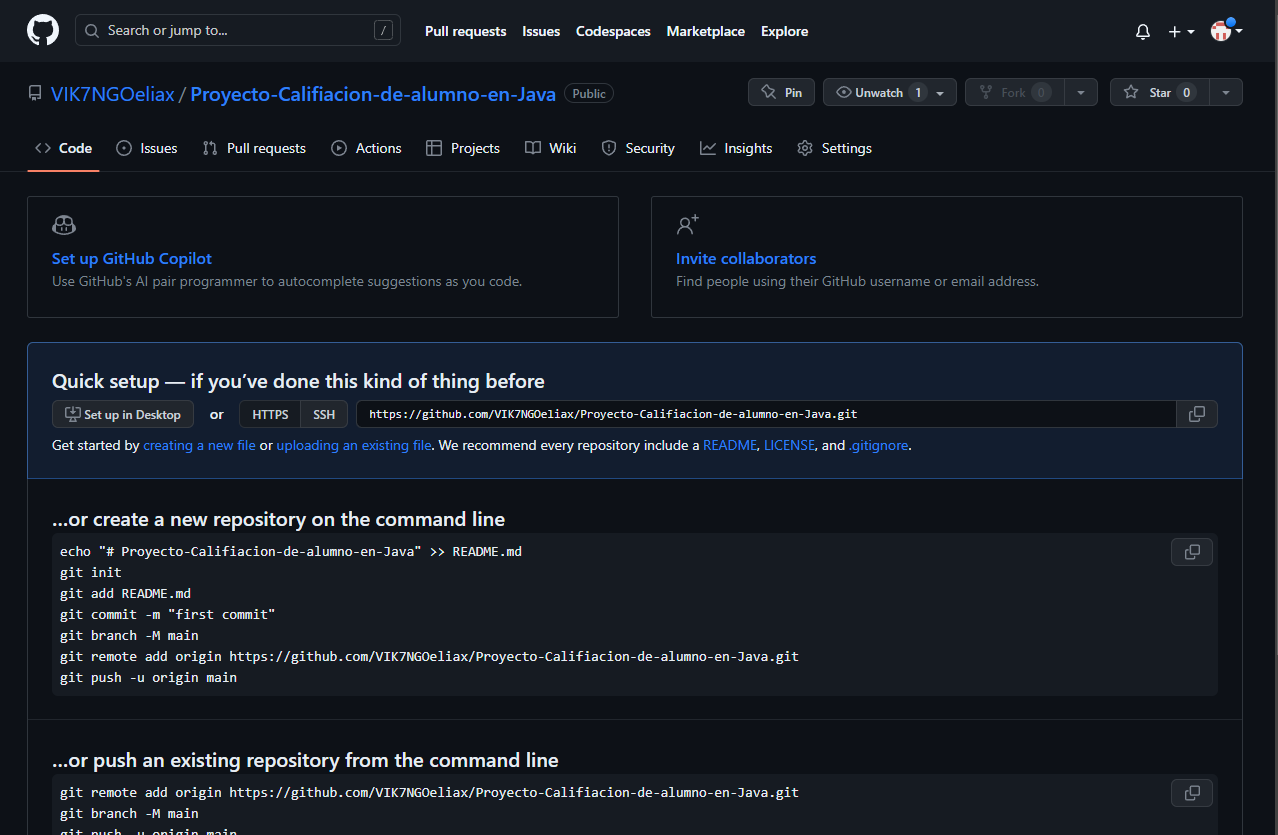 Search or jump to... / Pull requests Issues Codespaces Marketplace Explore
VIK7NGOeliax / Proyecto-Califiacion-de-alumno-en-Java Public Pin Unwatch 1 Fork 0 Star 0
Code Issues Pull requests Actions Projects Wiki Security Insights Settings
Set up GitHub Copilot
Use GitHub's AI pair programmer to autocomplete suggestions as you code.
Invite collaborators
Find people using their GitHub username or email address.
Quick setup — if you’ve done this kind of thing before
Set up in Desktop or HTTPS SSH https://github.com/VIK7NGOeliax/Proyecto-Califiacion-de-alumno-en-Java.git
Get started by creating a new file or uploading an existing file. We recommend every repository include a README, LICENSE, and .gitignore.
…or create a new repository on the command line
echo "# Proyecto-Califiacion-de-alumno-en-Java" >> README.md
git init
git add README.md
git commit -m "first commit"
git branch -M main
git remote add origin https://github.com/VIK7NGOeliax/Proyecto-Califiacion-de-alumno-en-Java.git
git push -u origin main
…or push an existing repository from the command line
git remote add origin https://github.com/VIK7NGOeliax/Proyecto-Califiacion-de-alumno-en-Java.git
git branch -M main
git push -u origin main